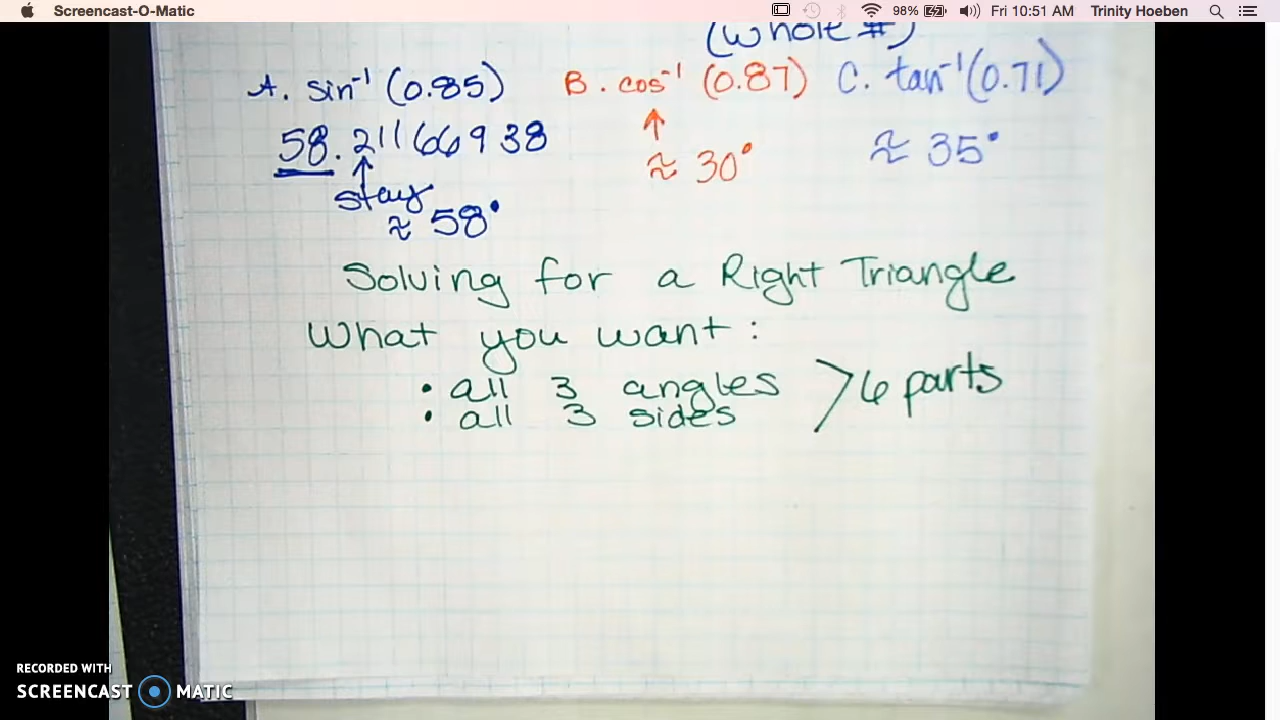 Screencast-O-Matic 98% Fri 10:51 AM Trinity Hoeben
(whole #)
A. sin⁻¹ (0.85) B. cos⁻¹ (0.87) C. tan⁻¹(0.71)
58.21166938 ≈ 30° ≈ 35°
stay
≈ 58°
Solving for a Right Triangle
What you want:
• all 3 angles > 6 parts
• all 3 sides
RECORDED WITH
SCREENCAST O MATIC